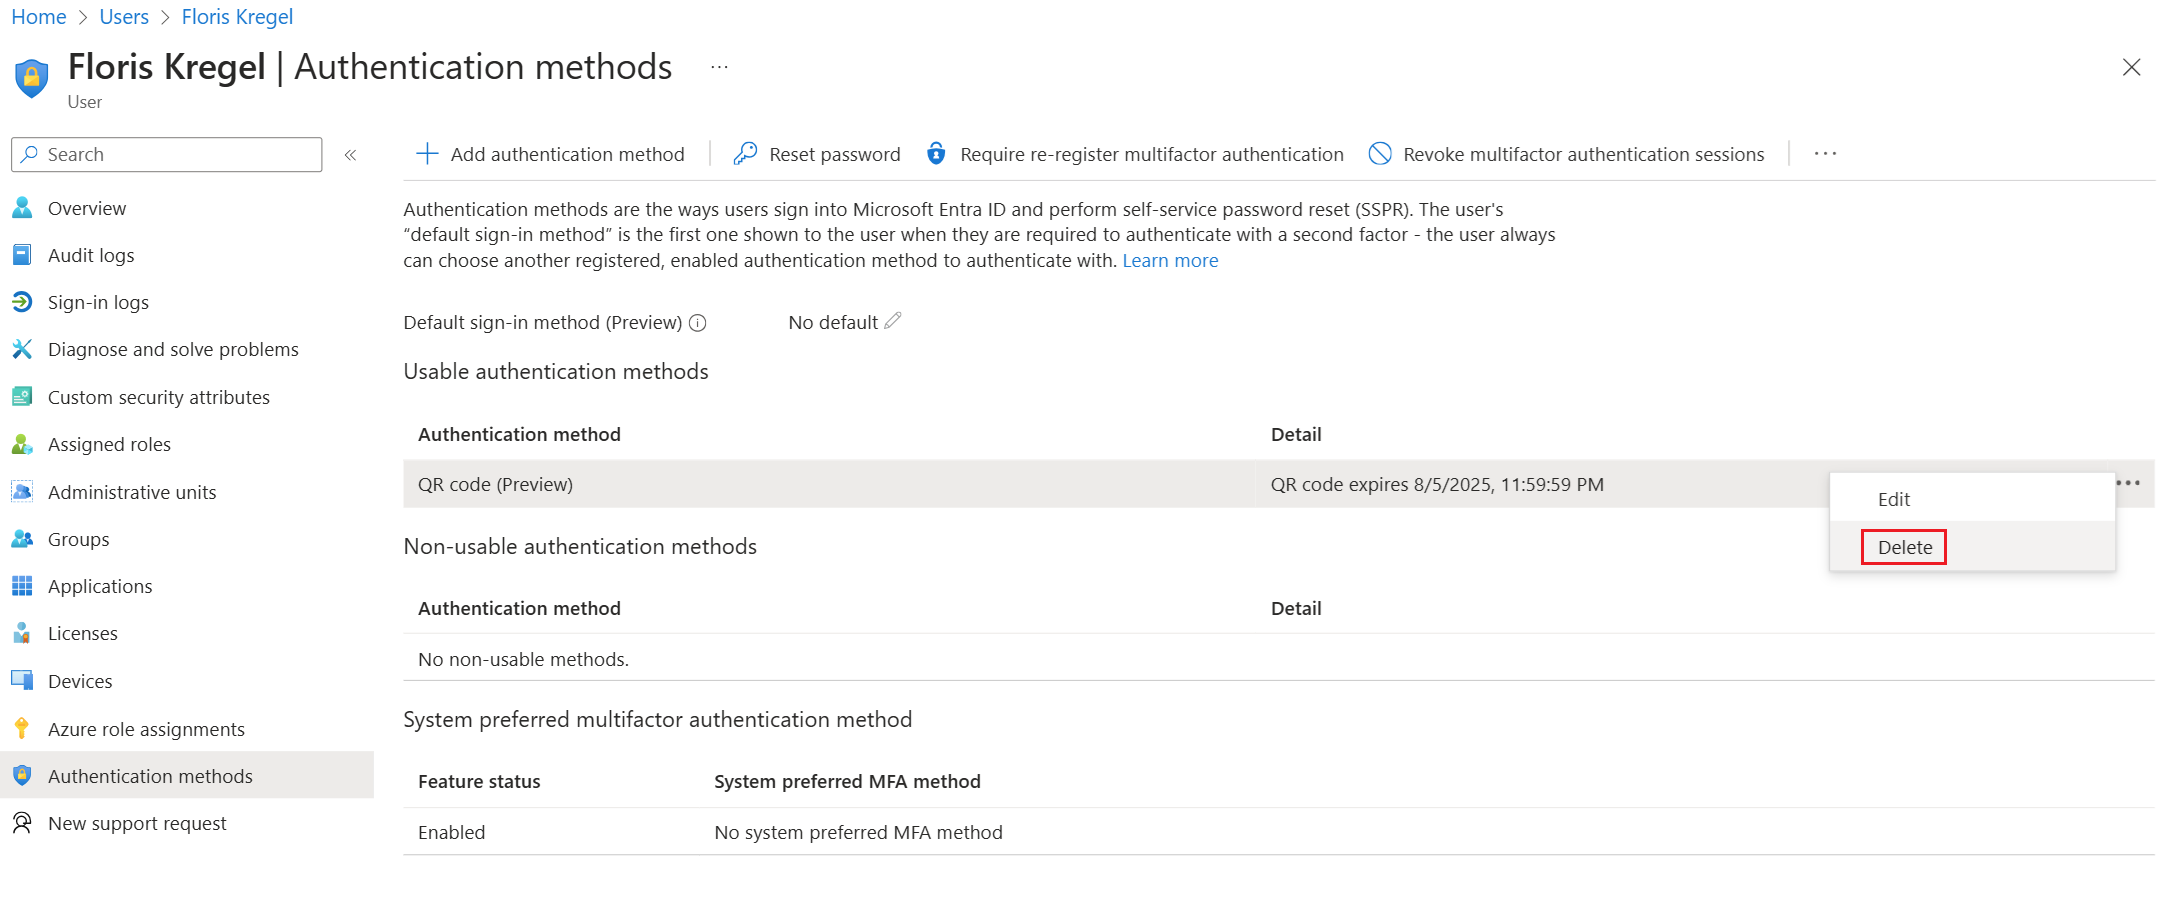 Home > Users > Floris Kregel
Floris Kregel | Authentication methods ...
User
Search «
Overview
Audit logs
Sign-in logs
Diagnose and solve problems
Custom security attributes
Assigned roles
Administrative units
Groups
Applications
Licenses
Devices
Azure role assignments
Authentication methods
New support request
Add authentication method | Reset password Require re-register multifactor authentication Revoke multifactor authentication sessions | ...
Authentication methods are the ways users sign into Microsoft Entra ID and perform self-service password reset (SSPR). The user's
“default sign-in method” is the first one shown to the user when they are required to authenticate with a second factor - the user always
can choose another registered, enabled authentication method to authenticate with. Learn more
Default sign-in method (Preview) No default
Usable authentication methods
Authentication method Detail
QR code (Preview) QR code expires 8/5/2025, 11:59:59 PM ...
Edit
Delete
Non-usable authentication methods
Authentication method Detail
No non-usable methods.
System preferred multifactor authentication method
Feature status System preferred MFA method
Enabled No system preferred MFA method